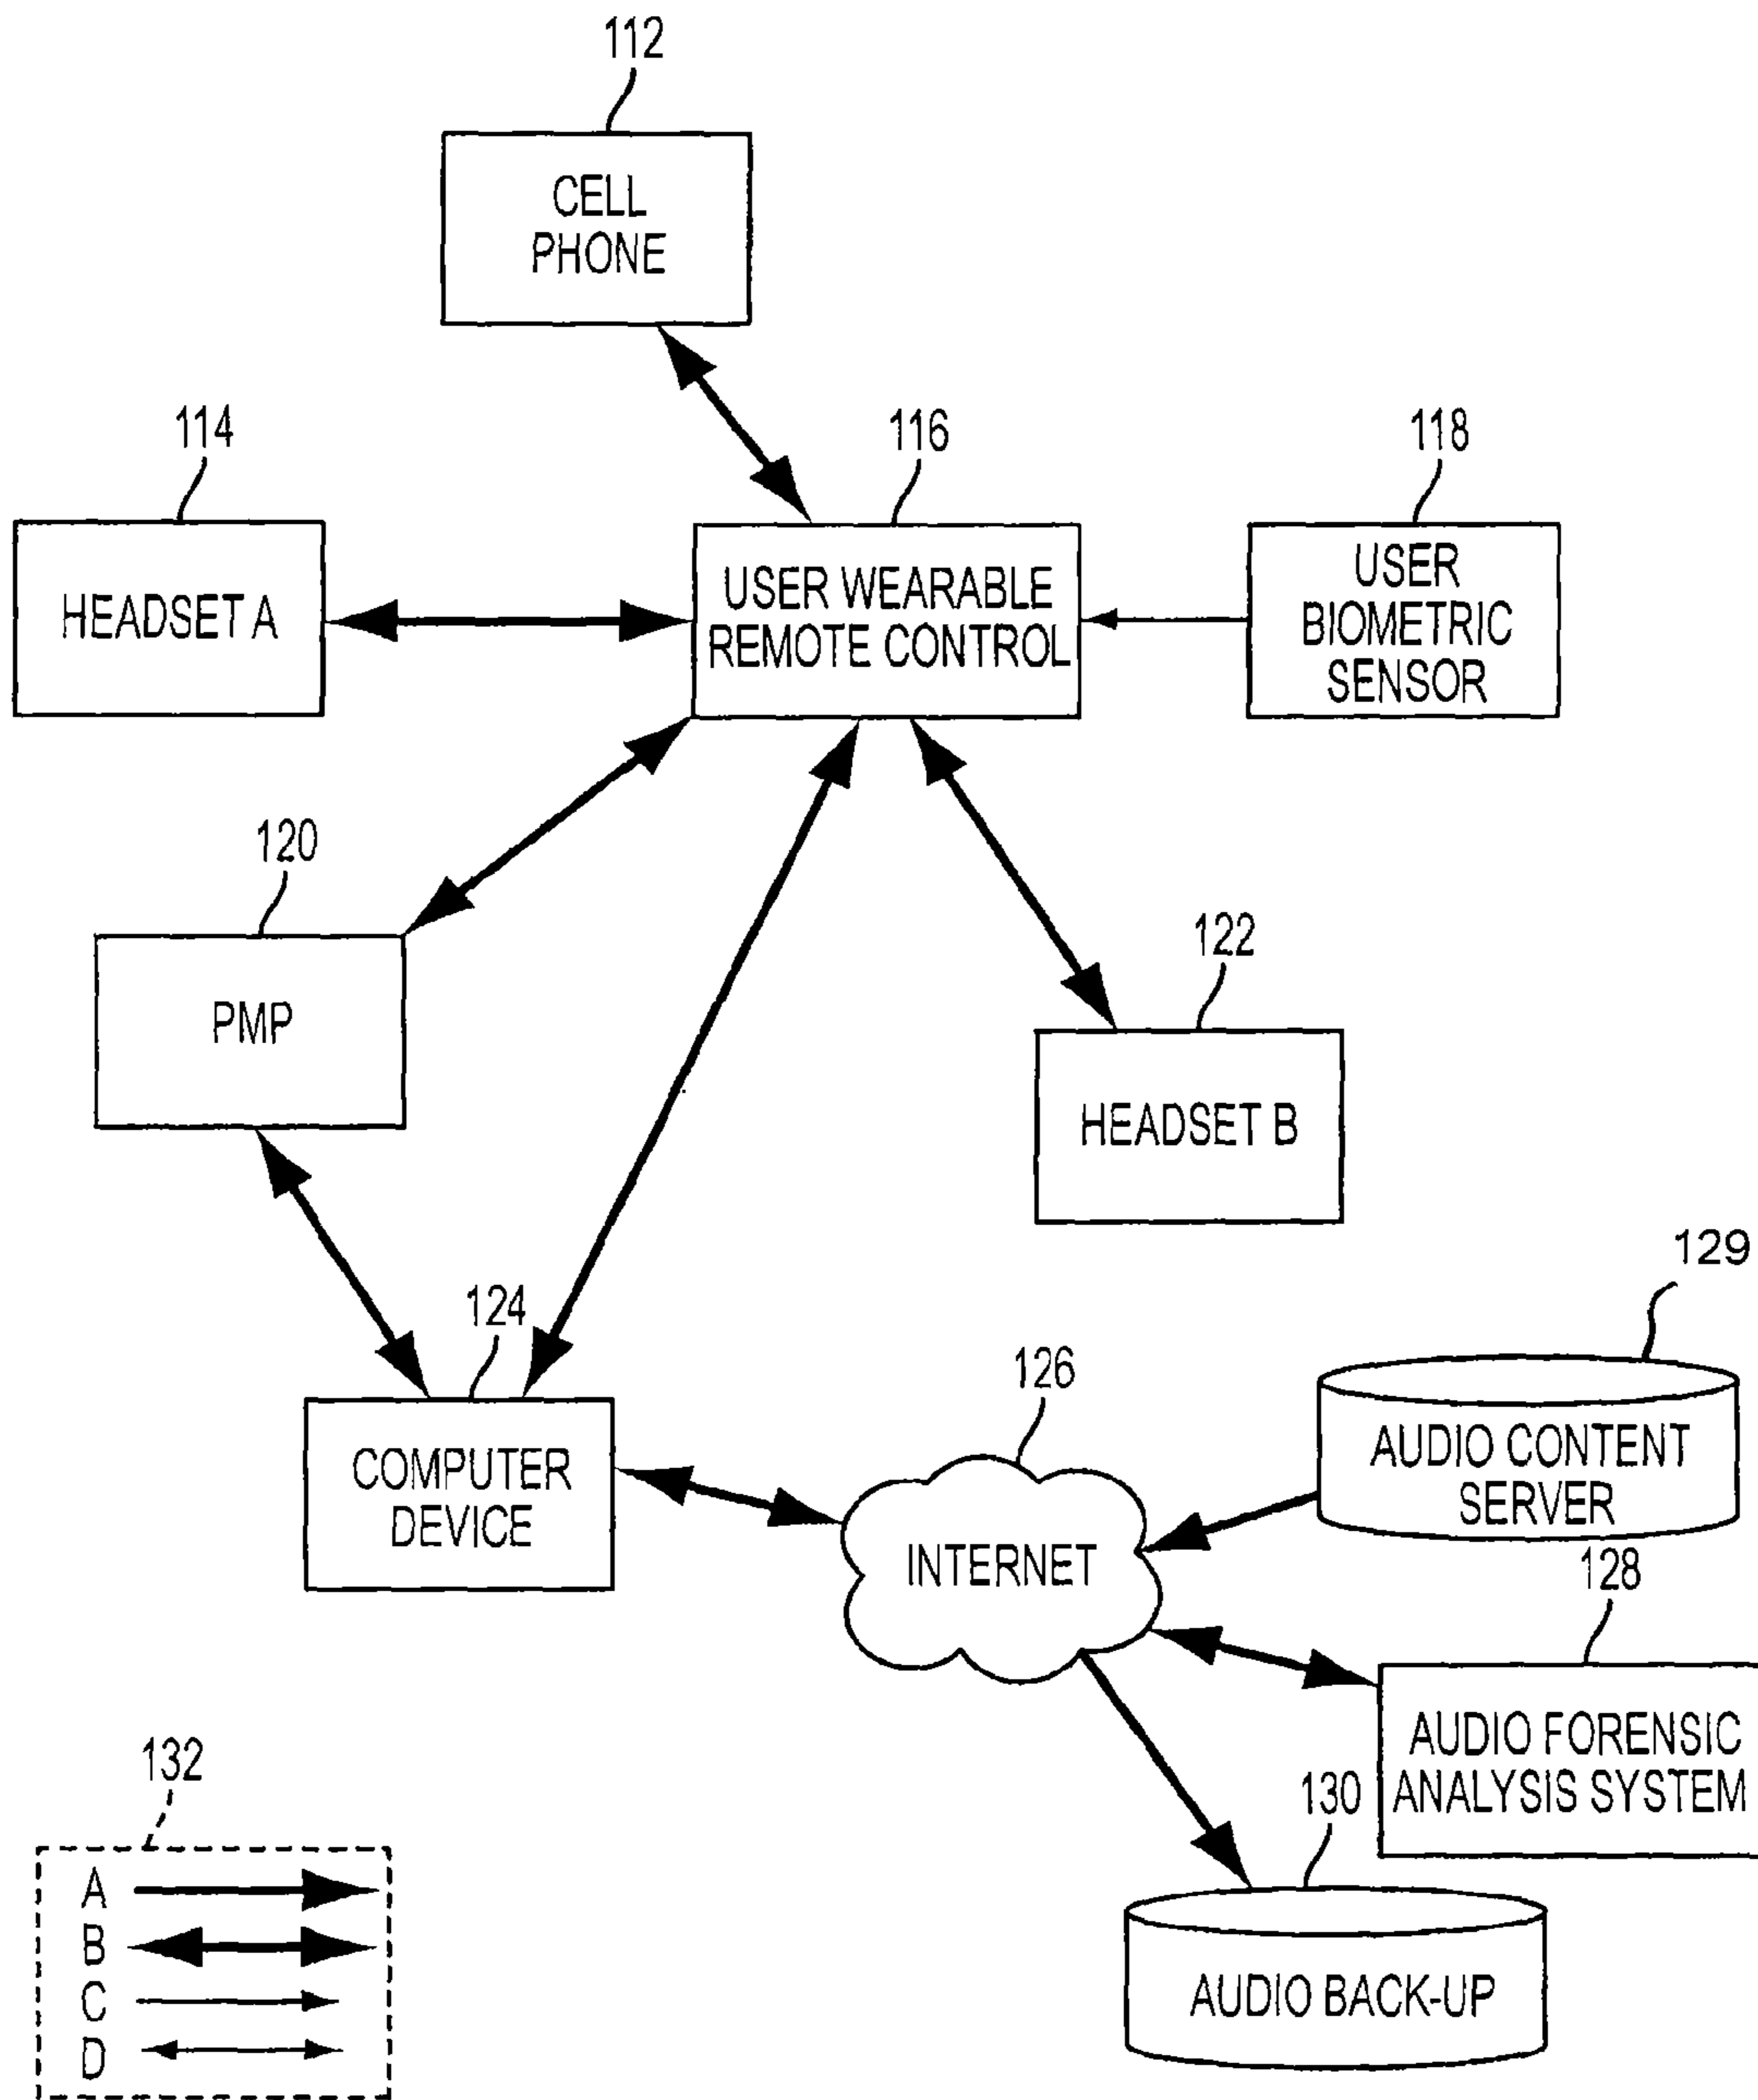 112
CELL
PHONE
114
116
118
HEADSET A
USER WEARABLE
REMOTE CONTROL
USER
BIOMETRIC
SENSOR
120
PMP
122
HEADSET B
124
COMPUTER
DEVICE
126
INTERNET
129
AUDIO CONTENT
SERVER
128
AUDIO FORENSIC
ANALYSIS SYSTEM
130
AUDIO BACK-UP
132
A
B
C
D